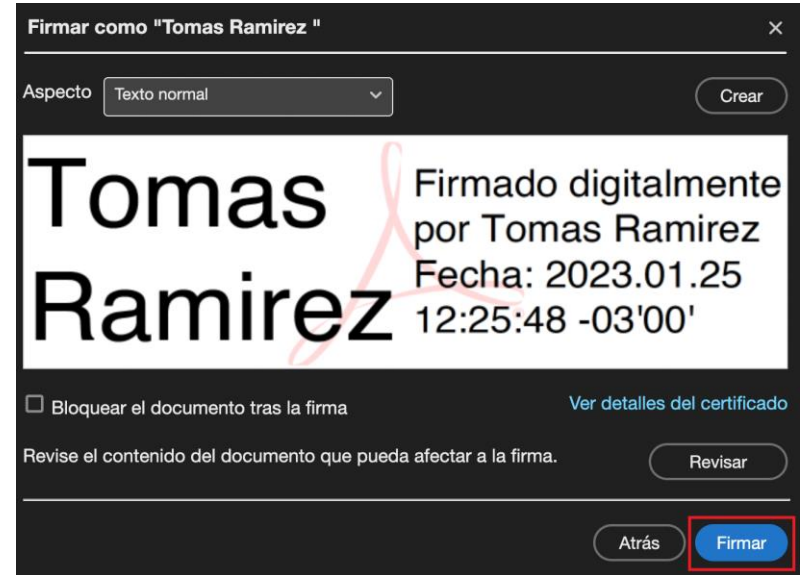 Firmar como "Tomas Ramirez "
Aspecto Texto normal Crear
Tomas
Ramirez
Firmado digitalmente
por Tomas Ramirez
Fecha: 2023.01.25
12:25:48 -03'00'
Bloquear el documento tras la firma Ver detalles del certificado
Revise el contenido del documento que pueda afectar a la firma. Revisar
Atrás Firmar